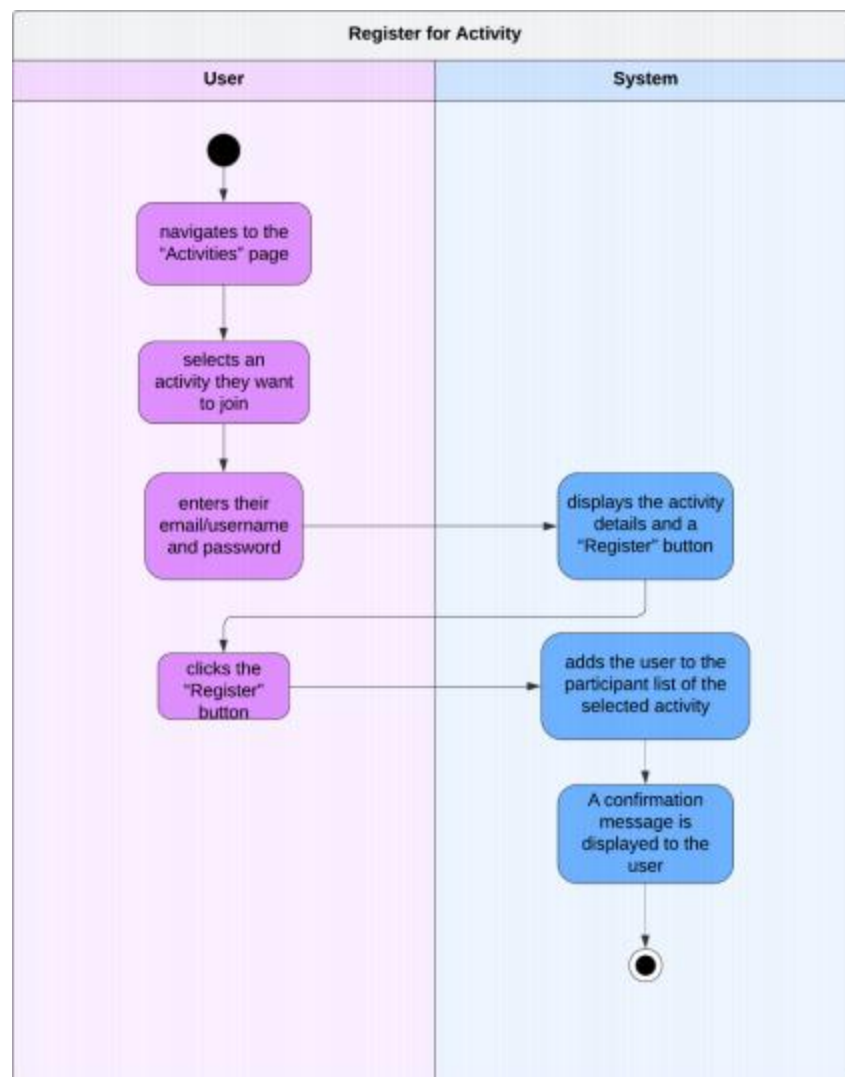 Register for Activity
User
System
navigates to the
“Activities” page
selects an
activity they want
to join
enters their
email/username
and password
displays the activity
details and a
“Register” button
clicks the
“Register”
button
adds the user to the
participant list of the
selected activity
A confirmation
message is
displayed to the
user